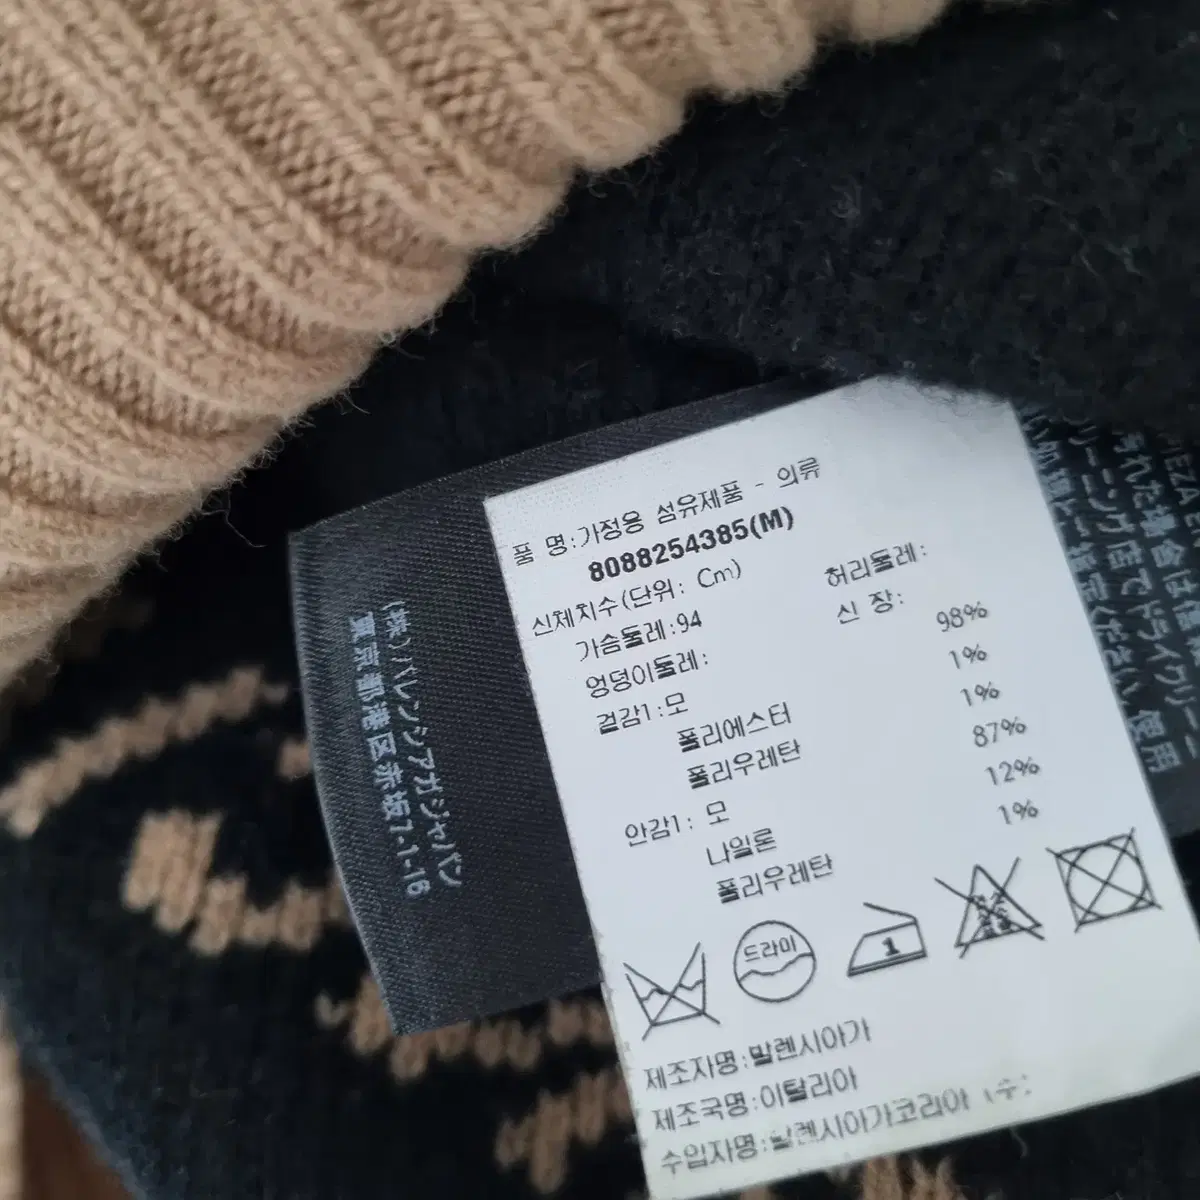 품 명:가정용 섬유제품 - 의류
8088254385(M)
신체치수(단위: Cm)
가슴둘레:94
허리둘레:
엉덩이둘레:
신 장:
겉감1:모 98%
폴리에스터 1%
폴리우레탄 1%
안감1: 모 87%
나일론 12%
폴리우레탄 1%
드라미
1
제조자명:발렌시아가
제조국명:이탈리아
수입자명:발렌시아가코리아 (수:
(株)バレンシアガジャパン
東京都港区赤坂7-1-16